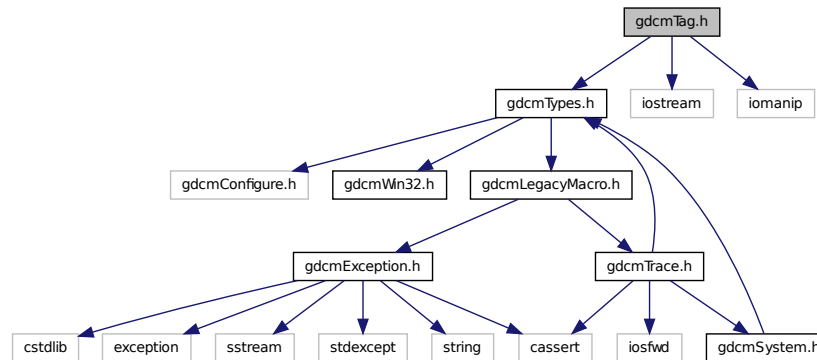 gdcmTag.h
gdcmTypes.h
iostream
iomanip
gdcmConfigure.h
gdcmWin32.h
gdcmLegacyMacro.h
gdcmException.h
gdcmTrace.h
cstdlib
exception
sstream
stdexcept
string
cassert
iosfwd
gdcmSystem.h